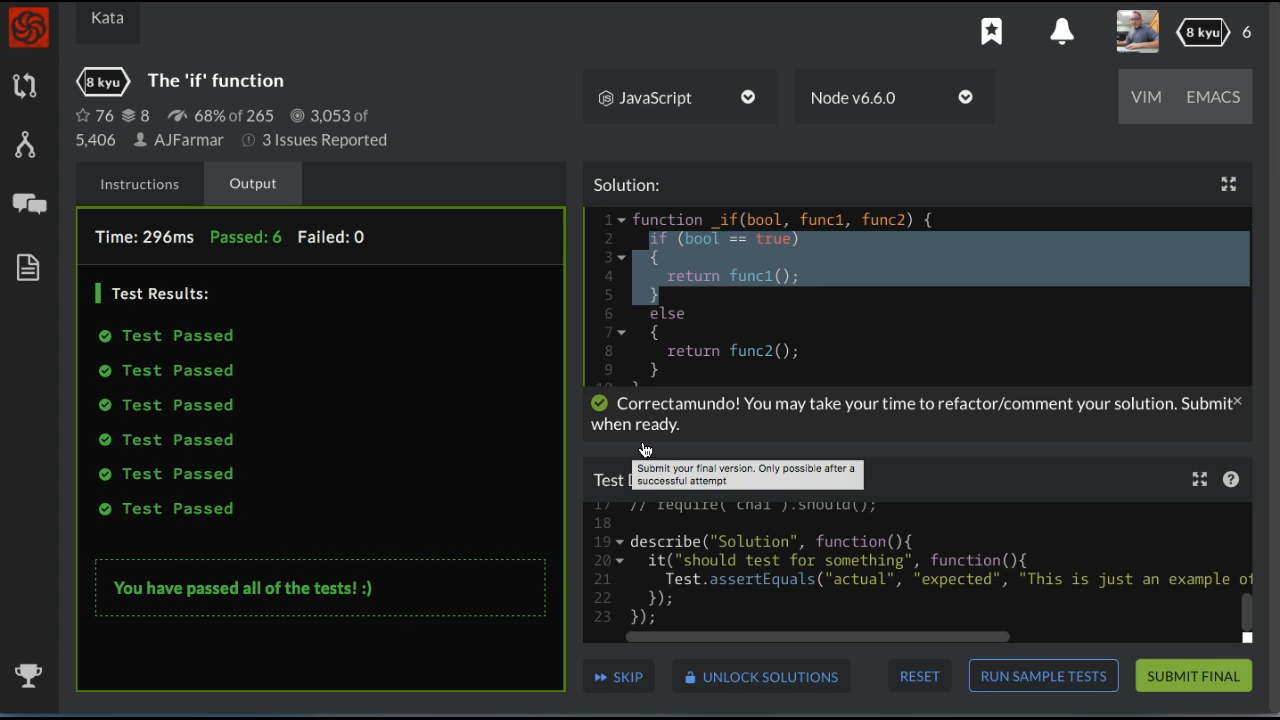 Kata
8 kyu
6
8 kyu
The 'if' function
76 8 68% of 265 3,053 of
5,406 AJFarmar 3 Issues Reported
JavaScript
Node v6.6.0
VIM EMACS
Instructions
Output
Time: 296ms Passed: 6 Failed: 0
Test Results:
Test Passed
Test Passed
Test Passed
Test Passed
Test Passed
Test Passed
You have passed all of the tests! :)
Solution:
1 function _if(bool, func1, func2) {
2 if (bool == true)
3 {
4 return func1();
5 }
6 else
7 {
8 return func2();
9 }
10 }
Correctamundo! You may take your time to refactor/comment your solution. Submit
when ready.
×
Submit your final version. Only possible after a
successful attempt
Test
17 // require("chai").should();
18
19 describe("Solution", function(){
20 it("should test for something", function(){
21 Test.assertEquals("actual", "expected", "This is just an example of
22 });
23 });
SKIP
UNLOCK SOLUTIONS
RESET
RUN SAMPLE TESTS
SUBMIT FINAL